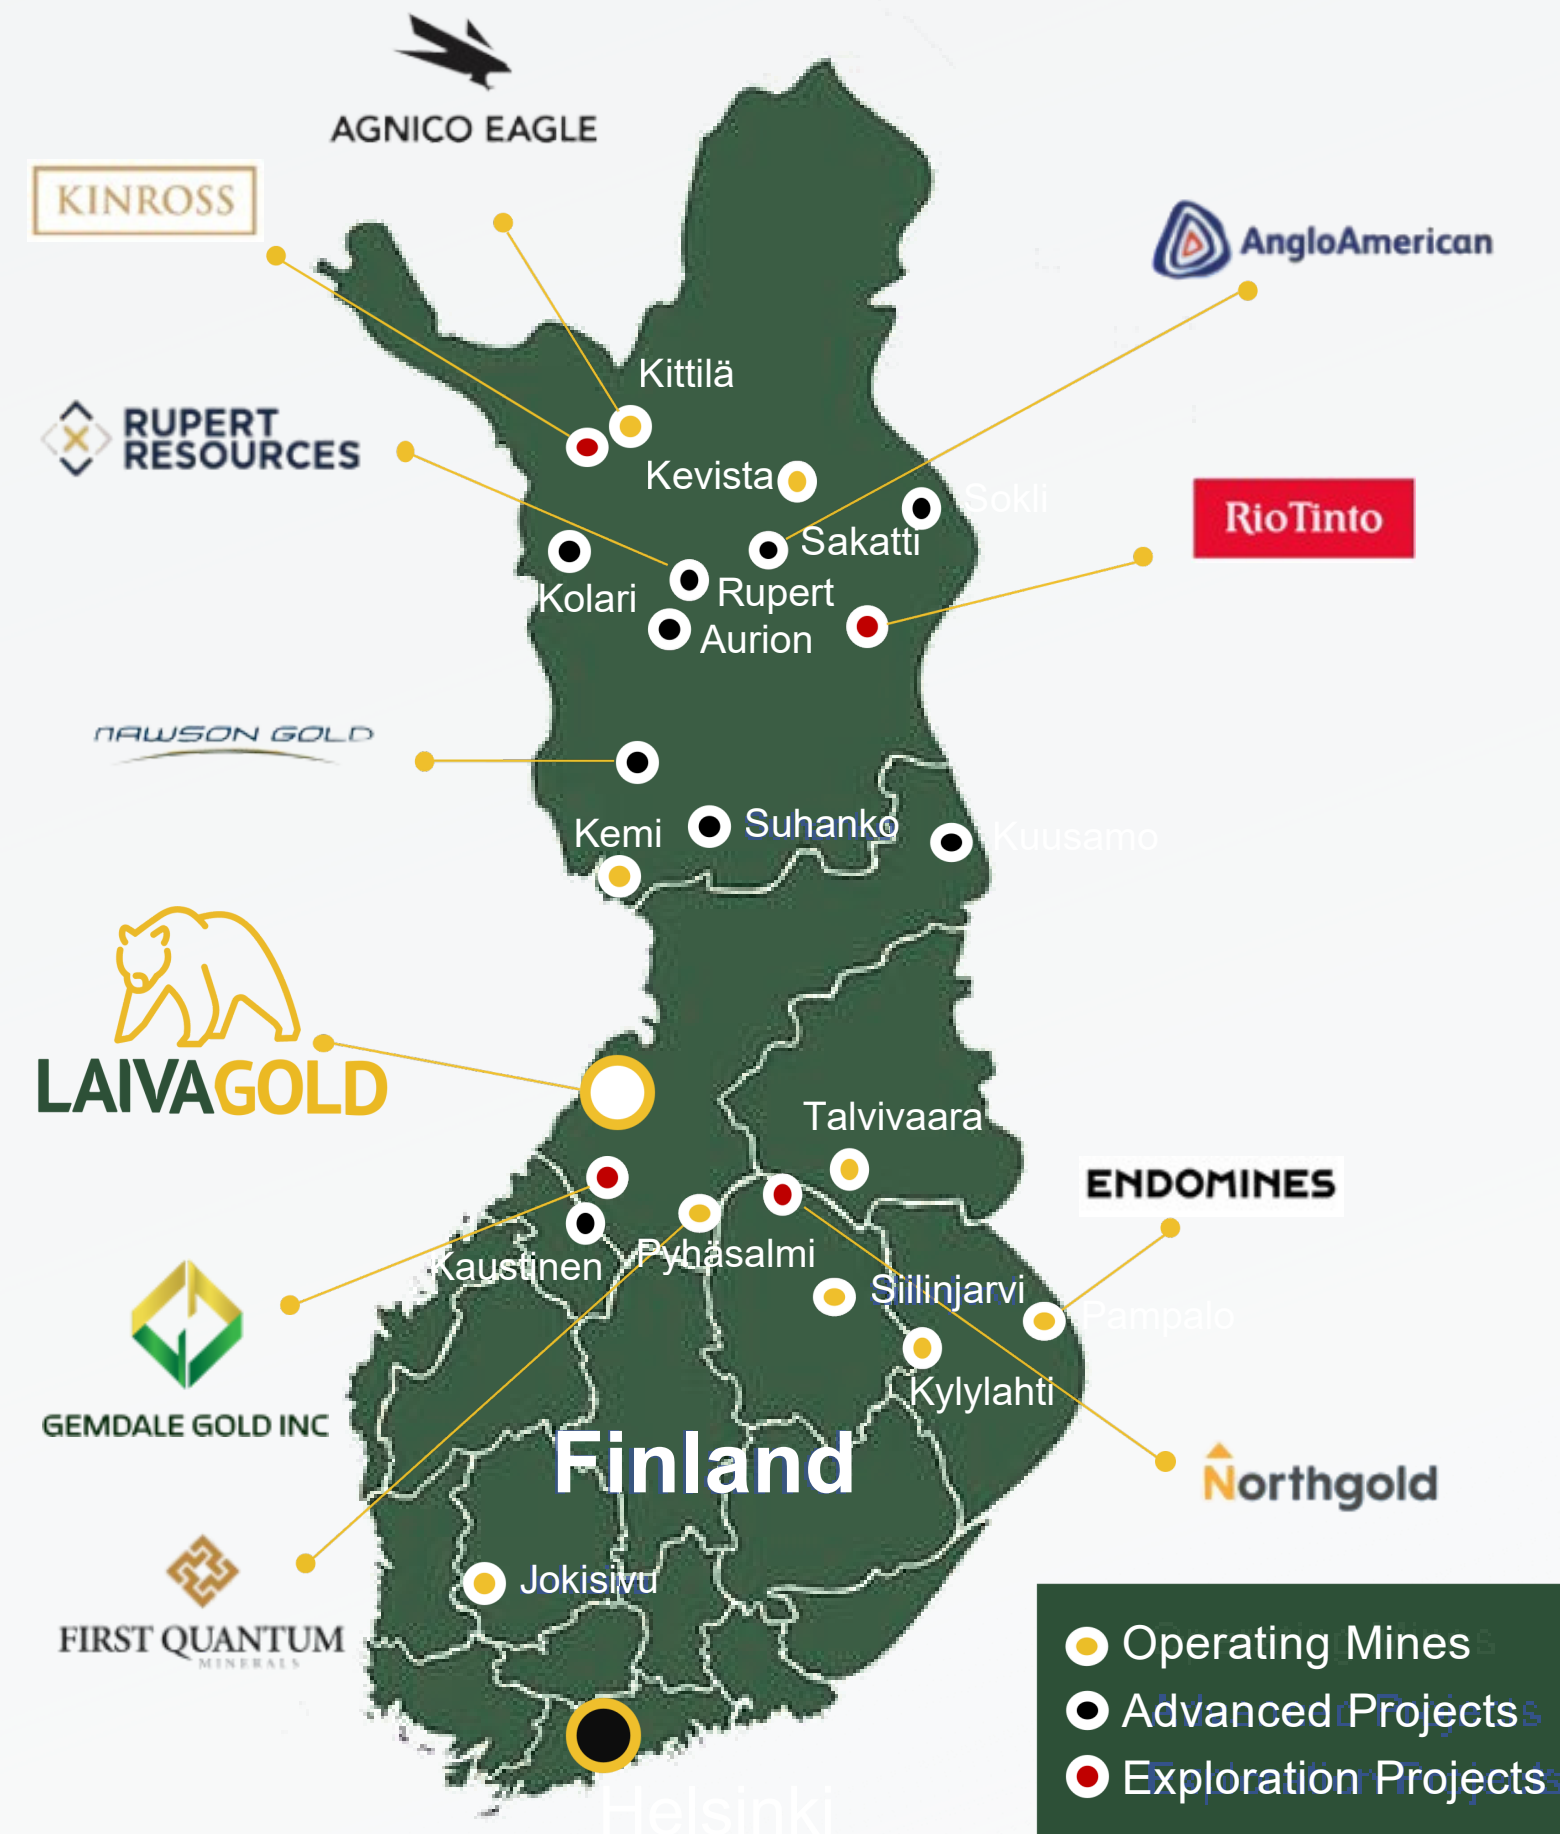 AGNICO EAGLE
KINROSS
AngloAmerican
Kittilä
RUPERT
RESOURCES
Kevista
Sokli
RioTinto
Sakatti
Kolari
Rupert
Aurion
MAWSON GOLD
Kemi
Suhanko
Kuusamo
LAIVAGOLD
Talvivaara
ENDOMINES
Kaustinen
Pyhäsalmi
Siilinjarvi
Pampalo
Kylylahti
GEMDALE GOLD INC
Finland
Northgold
Jokisivu
FIRST QUANTUM
MINERALS
Operating Mines
Advanced Projects
Exploration Projects
Helsinki